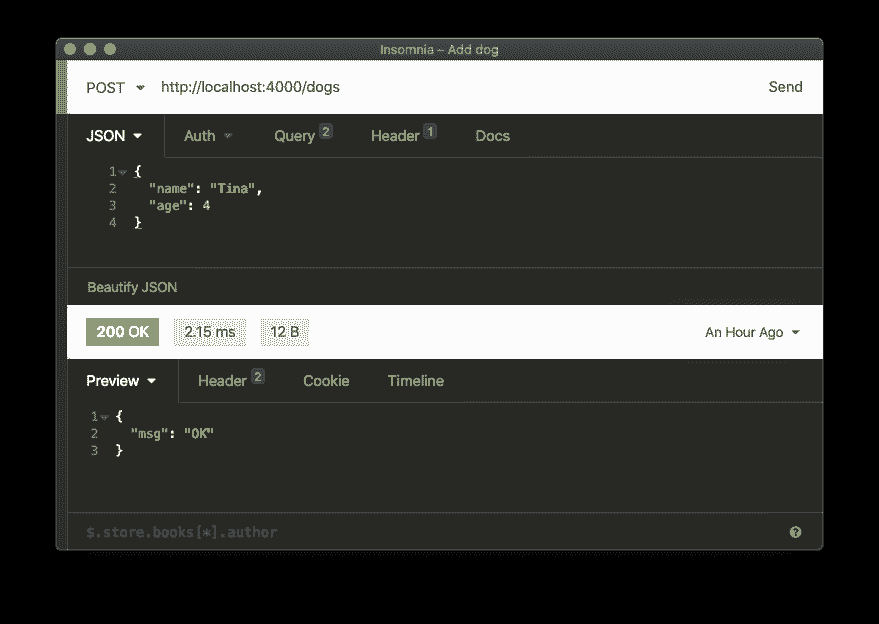 Insomnia – Add dog
POST http://localhost:4000/dogs Send
JSON Auth Query 2 Header 1 Docs
1 {
2 "name": "Tina",
3 "age": 4
4 }
Beautify JSON
200 OK 2.15 ms 12 B An Hour Ago
Preview Header 2 Cookie Timeline
1 {
2 "msg": "OK"
3 }
$.store.books[*].author ?